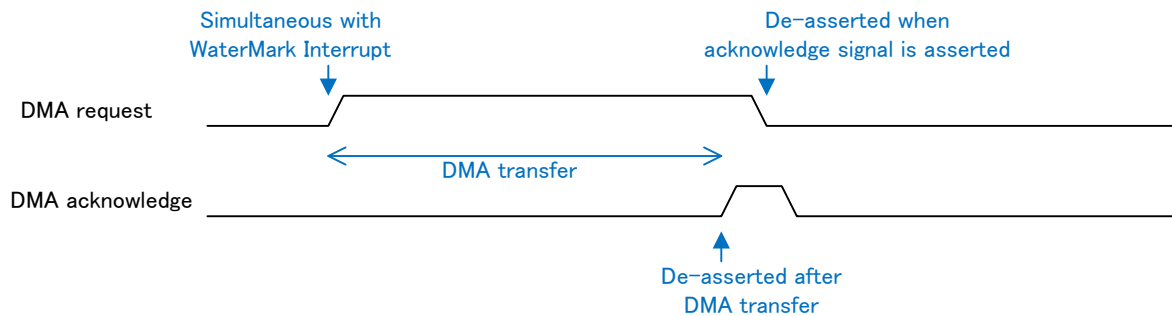 Simultaneous with
WaterMark Interrupt
De-asserted when
acknowledge signal is asserted
DMA request
DMA transfer
DMA acknowledge
De-asserted after
DMA transfer